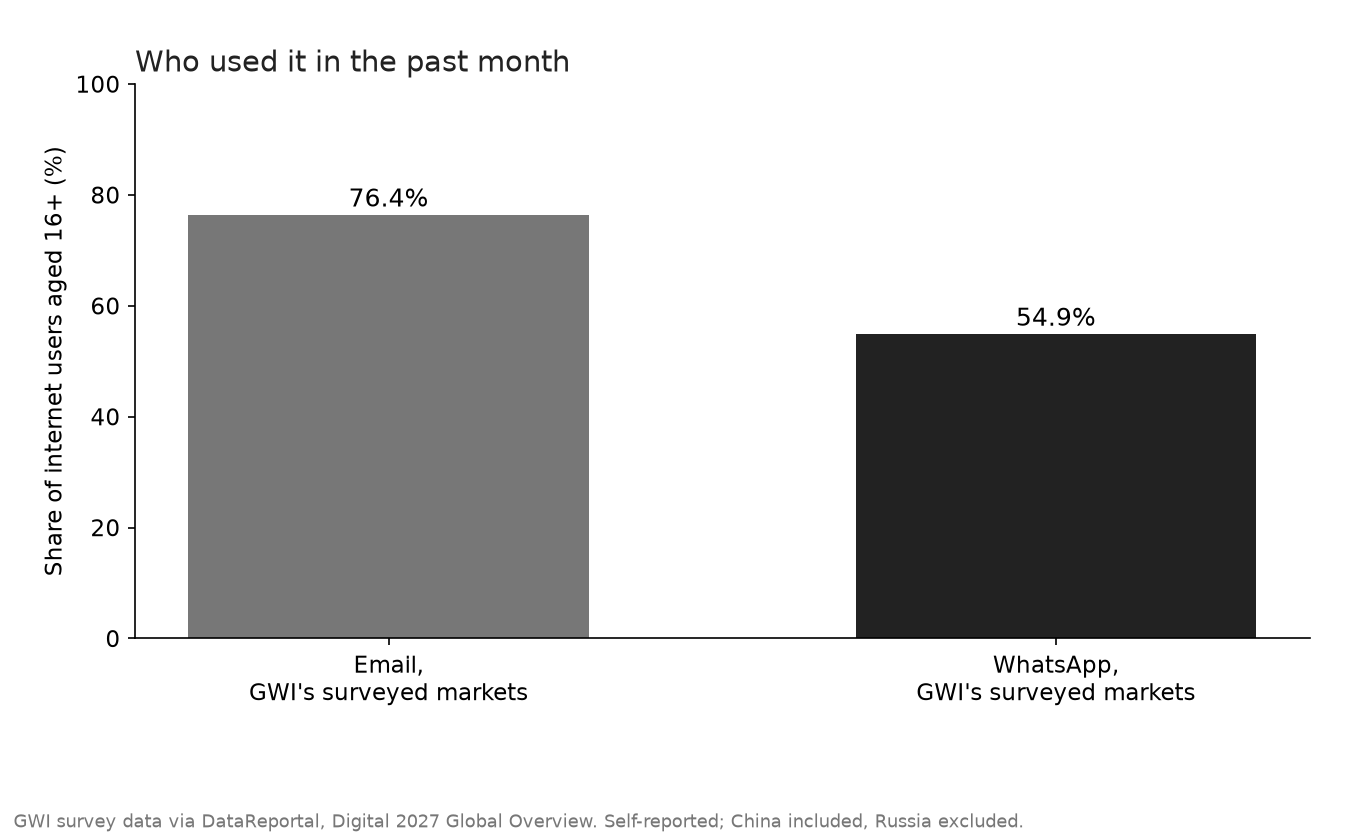 Who used it in the past month
Share of internet users aged 16+ (%)
100
80
60
40
20
0
76.4%
54.9%
Email,
GWI's surveyed markets
WhatsApp,
GWI's surveyed markets
GWI survey data via DataReportal, Digital 2027 Global Overview. Self-reported; China included, Russia excluded.